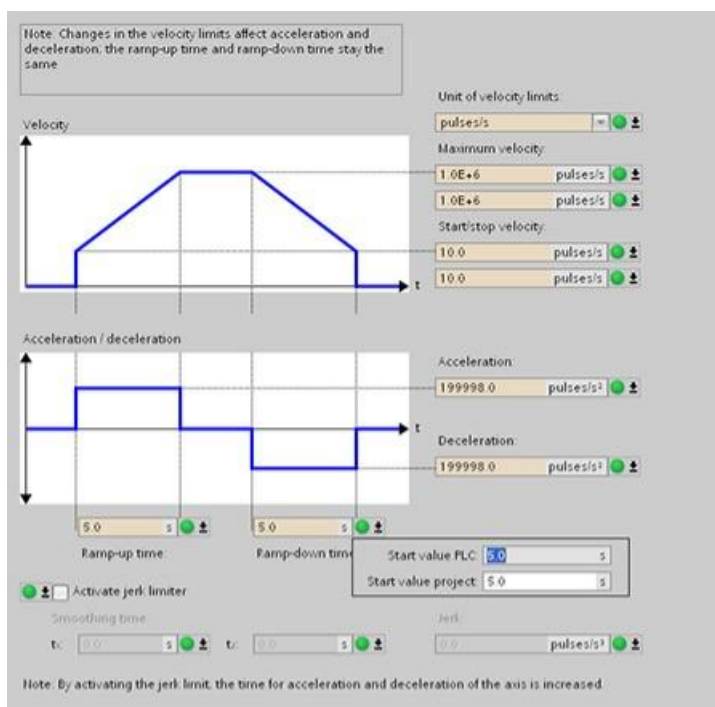 Note: Changes in the velocity limits affect acceleration and
deceleration; the ramp-up time and ramp-down time stay the
same
Unit of velocity limits:
pulses/s
Velocity
Maximum velocity:
1.0E+6 pulses/s
1.0E+6 pulses/s
Start/stop velocity:
10.0 pulses/s
10.0 pulses/s
t
Acceleration / deceleration
Acceleration:
199998.0 pulses/s²
t
Deceleration:
199998.0 pulses/s²
5.0 s 5.0 s
Ramp-up time: Ramp-down time
Start value PLC: 5.0 s
Start value project: 5.0 s
Activate jerk limiter
Smoothing time: Jerk:
0.0 s 0.0 s 0.0 pulses/s³
Note: By activating the jerk limit, the time for acceleration and deceleration of the axis is increased